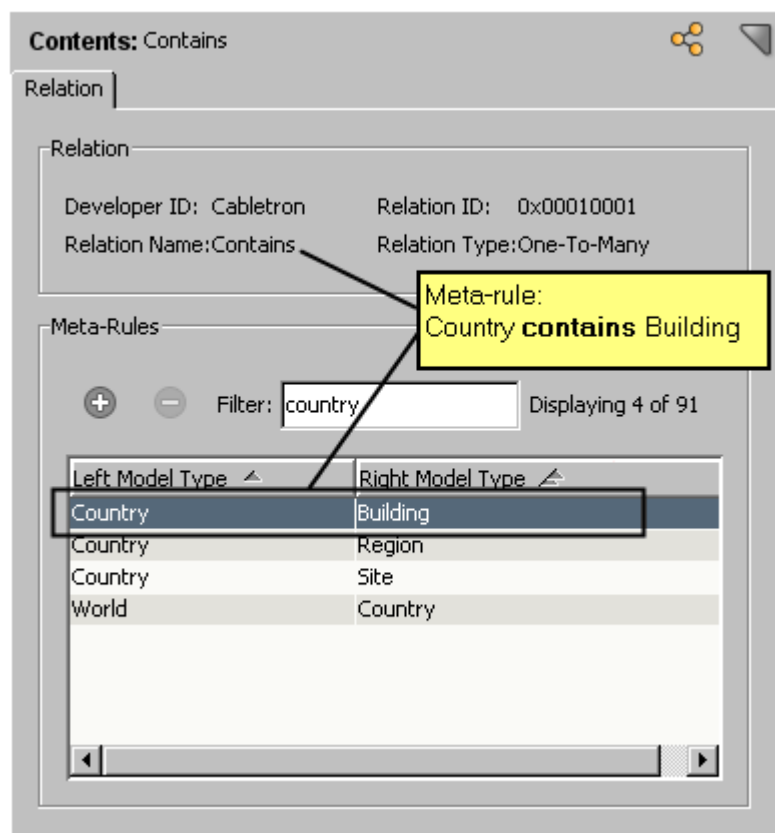 Contents: Contains
Relation
Relation
Developer ID: Cabletron Relation ID: 0x00010001
Relation Name:Contains Relation Type:One-To-Many
Meta-rule:
Country contains Building
Meta-Rules
Filter: country Displaying 4 of 91
Left Model Type Right Model Type
Country Building
Country Region
Country Site
World Country